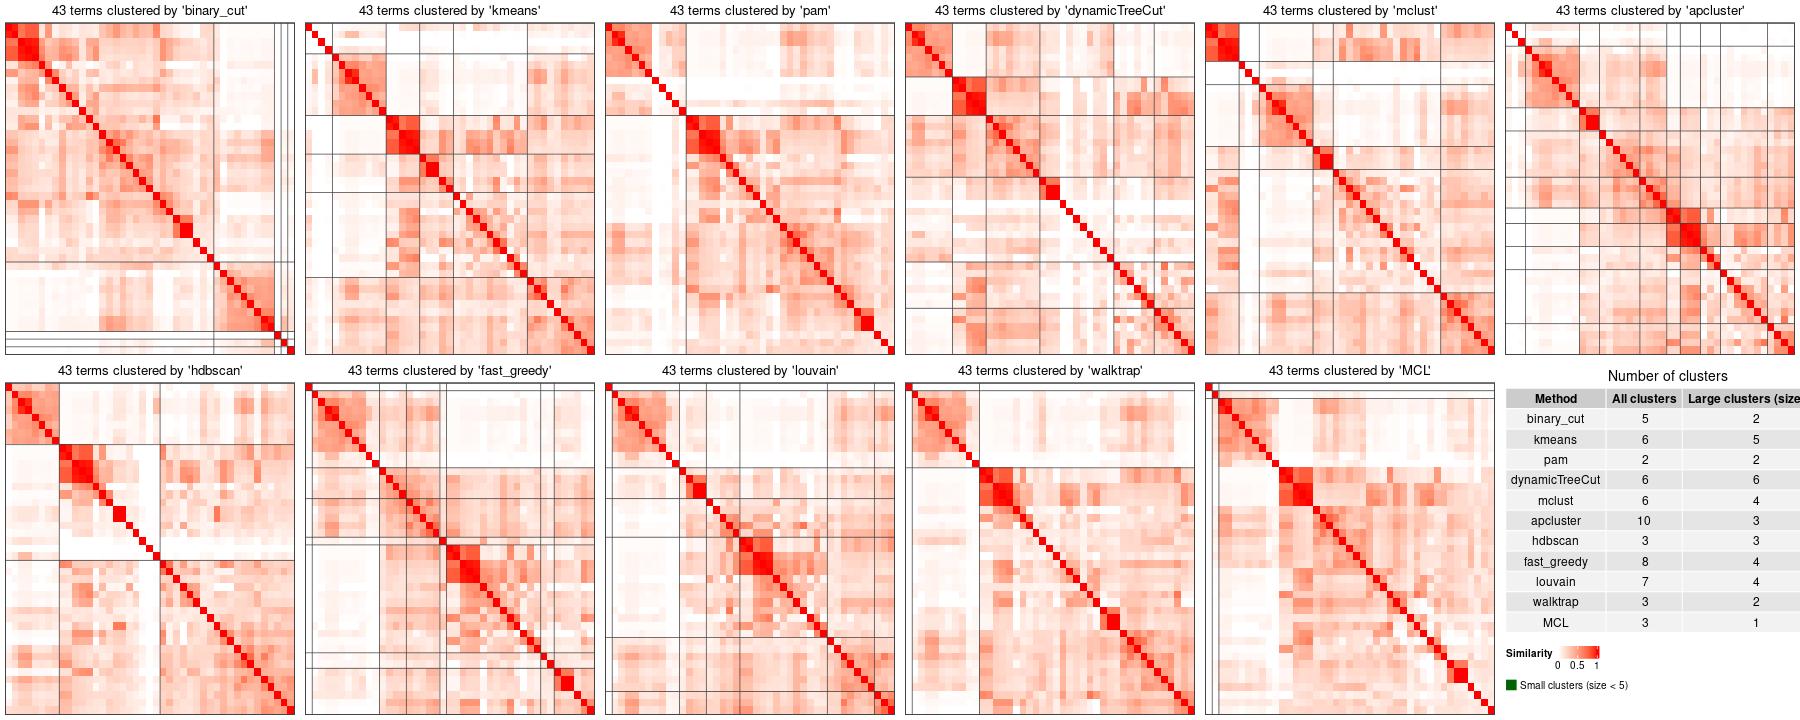 43 terms clustered by 'binary_cut'
43 terms clustered by 'kmeans'
43 terms clustered by 'pam'
43 terms clustered by 'dynamicTreeCut'
43 terms clustered by 'mclust'
43 terms clustered by 'apcluster'
43 terms clustered by 'hdbscan'
43 terms clustered by 'fast_greedy'
43 terms clustered by 'louvain'
43 terms clustered by 'walktrap'
43 terms clustered by 'MCL'
Number of clusters
Method All clusters Large clusters (size
binary_cut 5 2
kmeans 6 5
pam 2 2
dynamicTreeCut 6 6
mclust 6 4
apcluster 10 3
hdbscan 3 3
fast_greedy 8 4
louvain 7 4
walktrap 3 2
MCL 3 1
Similarity
0 0.5 1
Small clusters (size < 5)